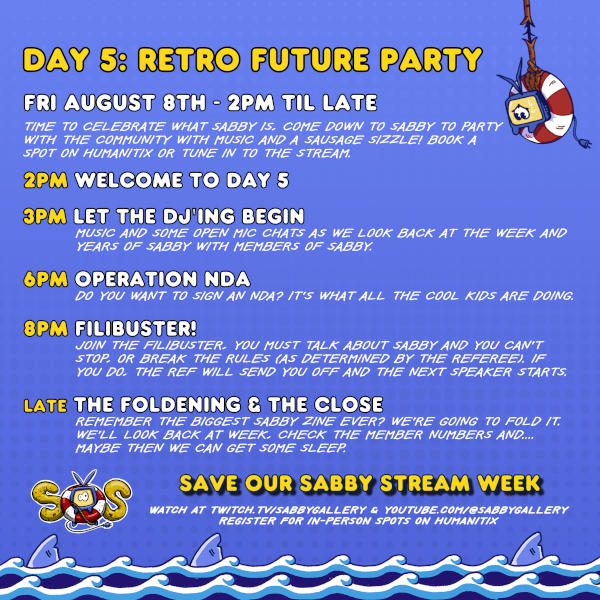 DAY 5: RETRO FUTURE PARTY
FRI AUGUST 8TH - 2PM TIL LATE
TIME TO CELEBRATE WHAT SABBY IS, COME DOWN TO SABBY TO PARTY
WITH THE COMMUNITY WITH MUSIC AND A SAUSAGE SIZZLE! BOOK A
SPOT ON HUMANITIX OR TUNE IN TO THE STREAM.
2PM WELCOME TO DAY 5
3PM LET THE DJ'ING BEGIN
MUSIC AND SOME OPEN MIC CHATS AS WE LOOK BACK AT THE WEEK AND
YEARS OF SABBY WITH MEMBERS OF SABBY.
6PM OPERATION NDA
DO YOU WANT TO SIGN AN NDA? IT'S WHAT ALL THE COOL KIDS ARE DOING.
8PM FILIBUSTER!
JOIN THE FILIBUSTER. YOU MUST TALK ABOUT SABBY AND YOU CAN'T
STOP, OR BREAK THE RULES (AS DETERMINED BY THE REFEREE). IF
YOU DO, THE REF WILL SEND YOU OFF AND THE NEXT SPEAKER STARTS.
LATE THE FOLDENING & THE CLOSE
REMEMBER THE BIGGEST SABBY ZINE EVER? WE'RE GOING TO FOLD IT.
WE'LL LOOK BACK AT WEEK, CHECK THE MEMBER NUMBERS AND...
MAYBE THEN WE CAN GET SOME SLEEP.
SOS
SAVE OUR SABBY STREAM WEEK
WATCH AT TWITCH.TV/SABBYGALLERY & YOUTUBE.COM/@SABBYGALLERY
REGISTER FOR IN-PERSON SPOTS ON HUMANITIX